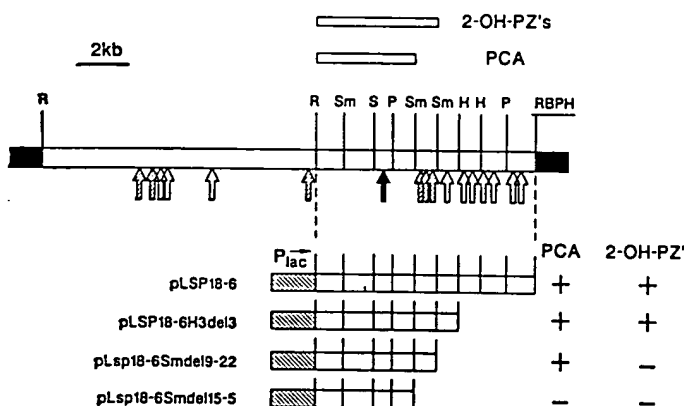 2-OH-PZ's
2kb
PCA
R R Sm S P Sm Sm H H P RBPH
Plac PCA 2-OH-PZ'
pLSP18-6 + +
pLSP18-6H3del3 + +
pLsp18-6Smdel9-22 + −
pLsp18-6Smdel15-5 − −